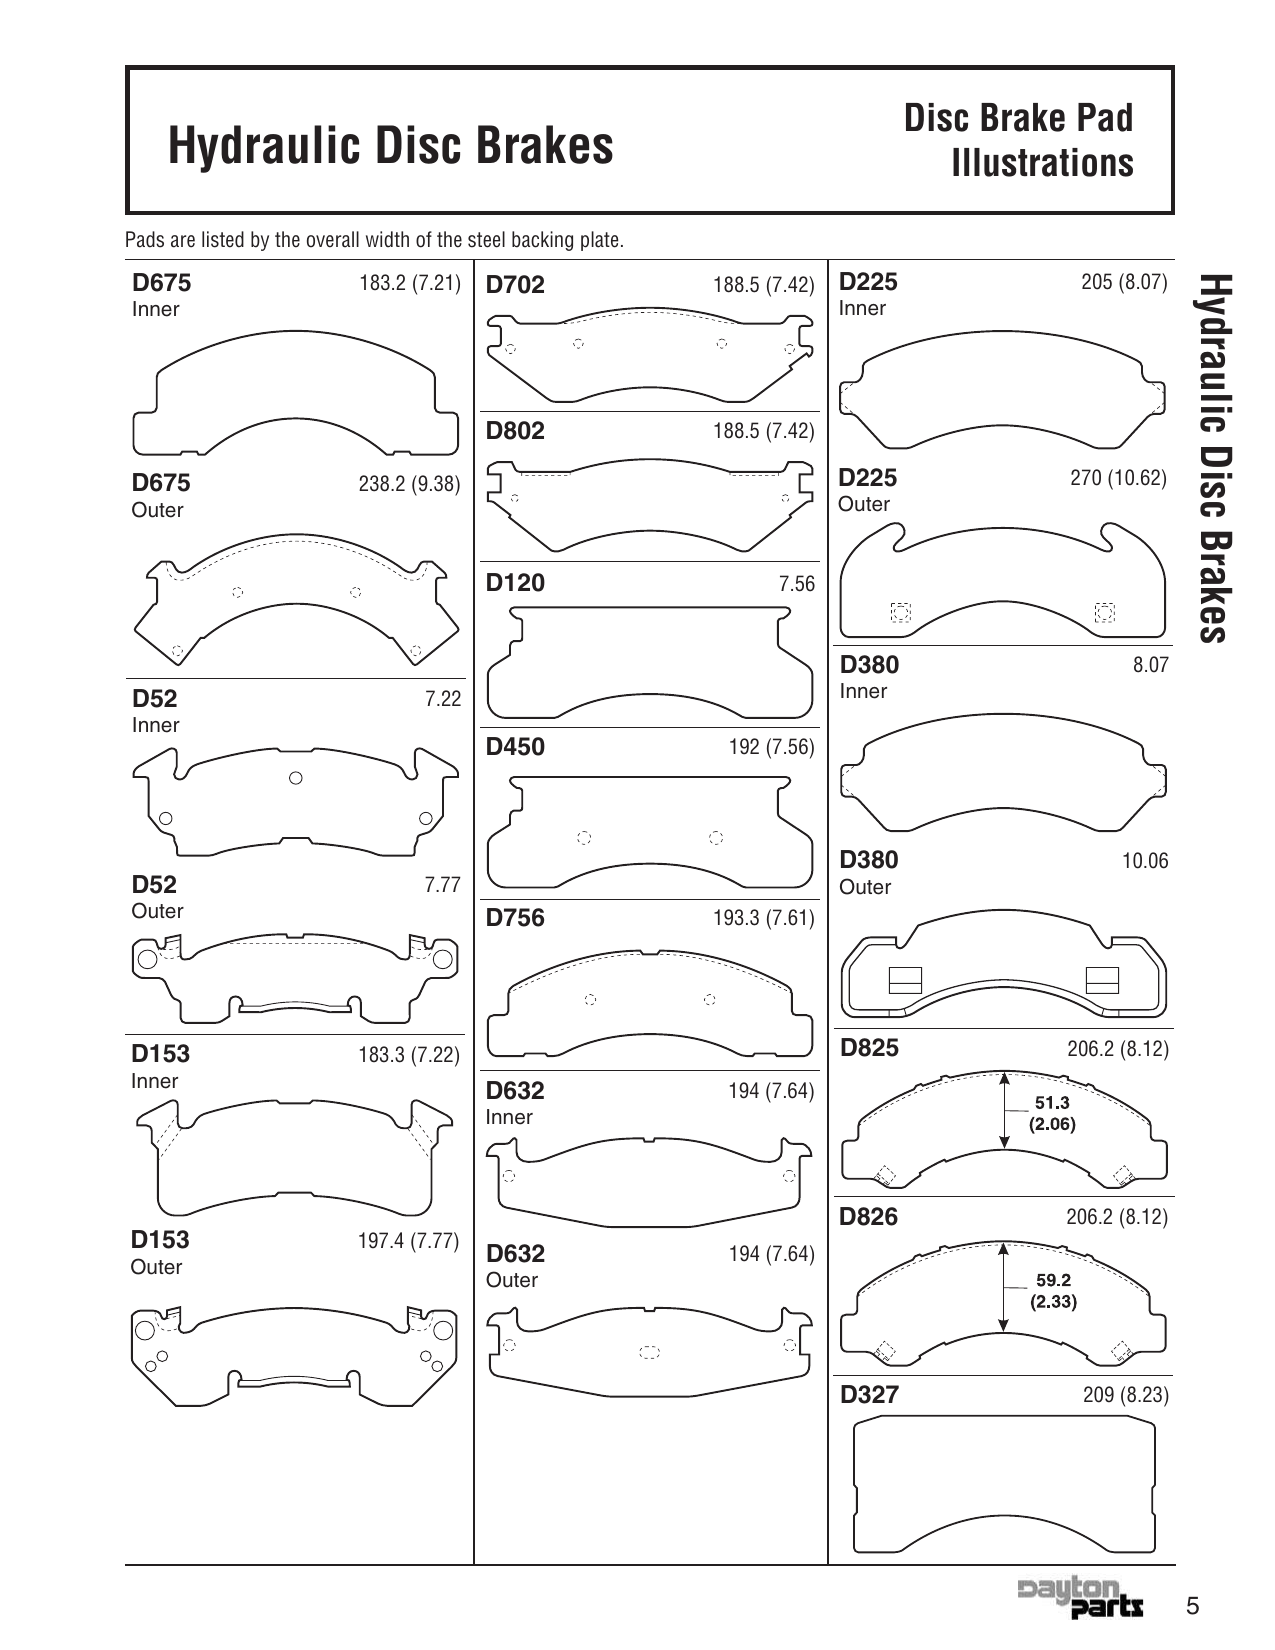 Hydraulic Disc Brakes
Disc Brake Pad
Illustrations
Pads are listed by the overall width of the steel backing plate.
D675 183.2 (7.21)
Inner
D675 238.2 (9.38)
Outer
D52 7.22
Inner
D52 7.77
Outer
D153 183.3 (7.22)
Inner
D153 197.4 (7.77)
Outer
D702 188.5 (7.42)
D802 188.5 (7.42)
D120 7.56
D450 192 (7.56)
D756 193.3 (7.61)
D632 194 (7.64)
Inner
D632 194 (7.64)
Outer
D225 205 (8.07)
Inner
D225 270 (10.62)
Outer
D380 8.07
Inner
D380 10.06
Outer
D825 206.2 (8.12)
51.3
(2.06)
D826 206.2 (8.12)
59.2
(2.33)
D327 209 (8.23)
Hydraulic Disc Brakes
Dayton
parts
5